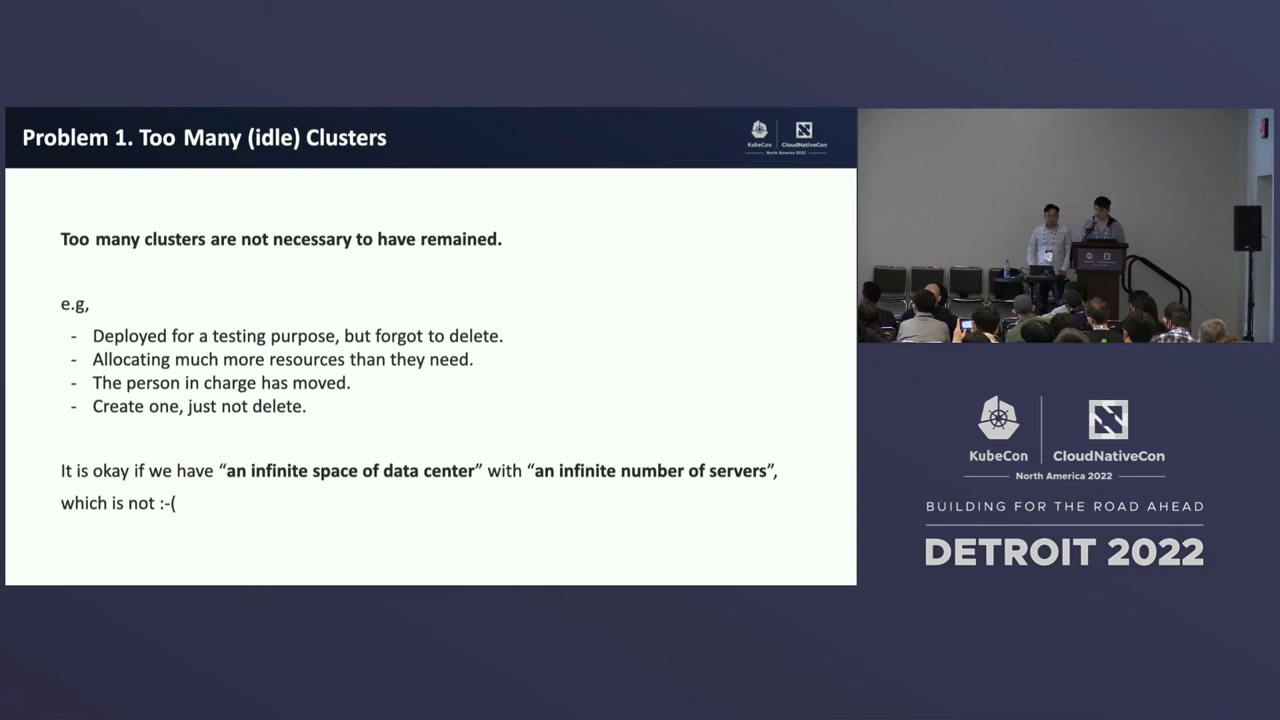 Problem 1. Too Many (idle) Clusters
KubeCon
CloudNativeCon
North America 2022
Too many clusters are not necessary to have remained.
e.g,
- Deployed for a testing purpose, but forgot to delete.
- Allocating much more resources than they need.
- The person in charge has moved.
- Create one, just not delete.
It is okay if we have “an infinite space of data center” with “an infinite number of servers”,
which is not :-(
KubeCon
CloudNativeCon
North America 2022
BUILDING FOR THE ROAD AHEAD
DETROIT 2022